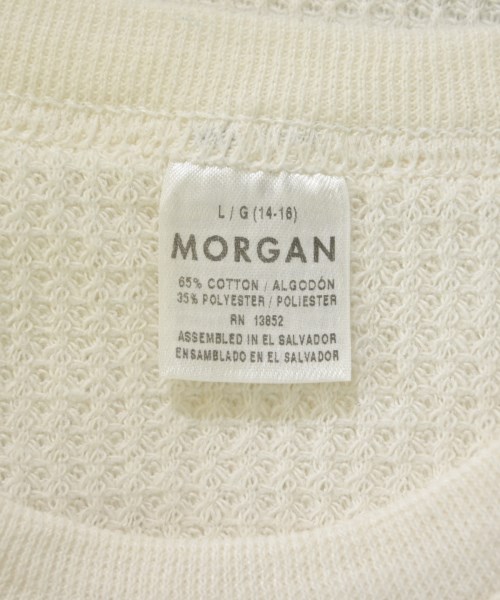 L / G (14-16)
MORGAN
65% COTTON / ALGODÓN
35% POLYESTER / POLIESTER
RN 13852
ASSEMBLED IN EL SALVADOR
ENSAMBLADO EN EL SALVADOR